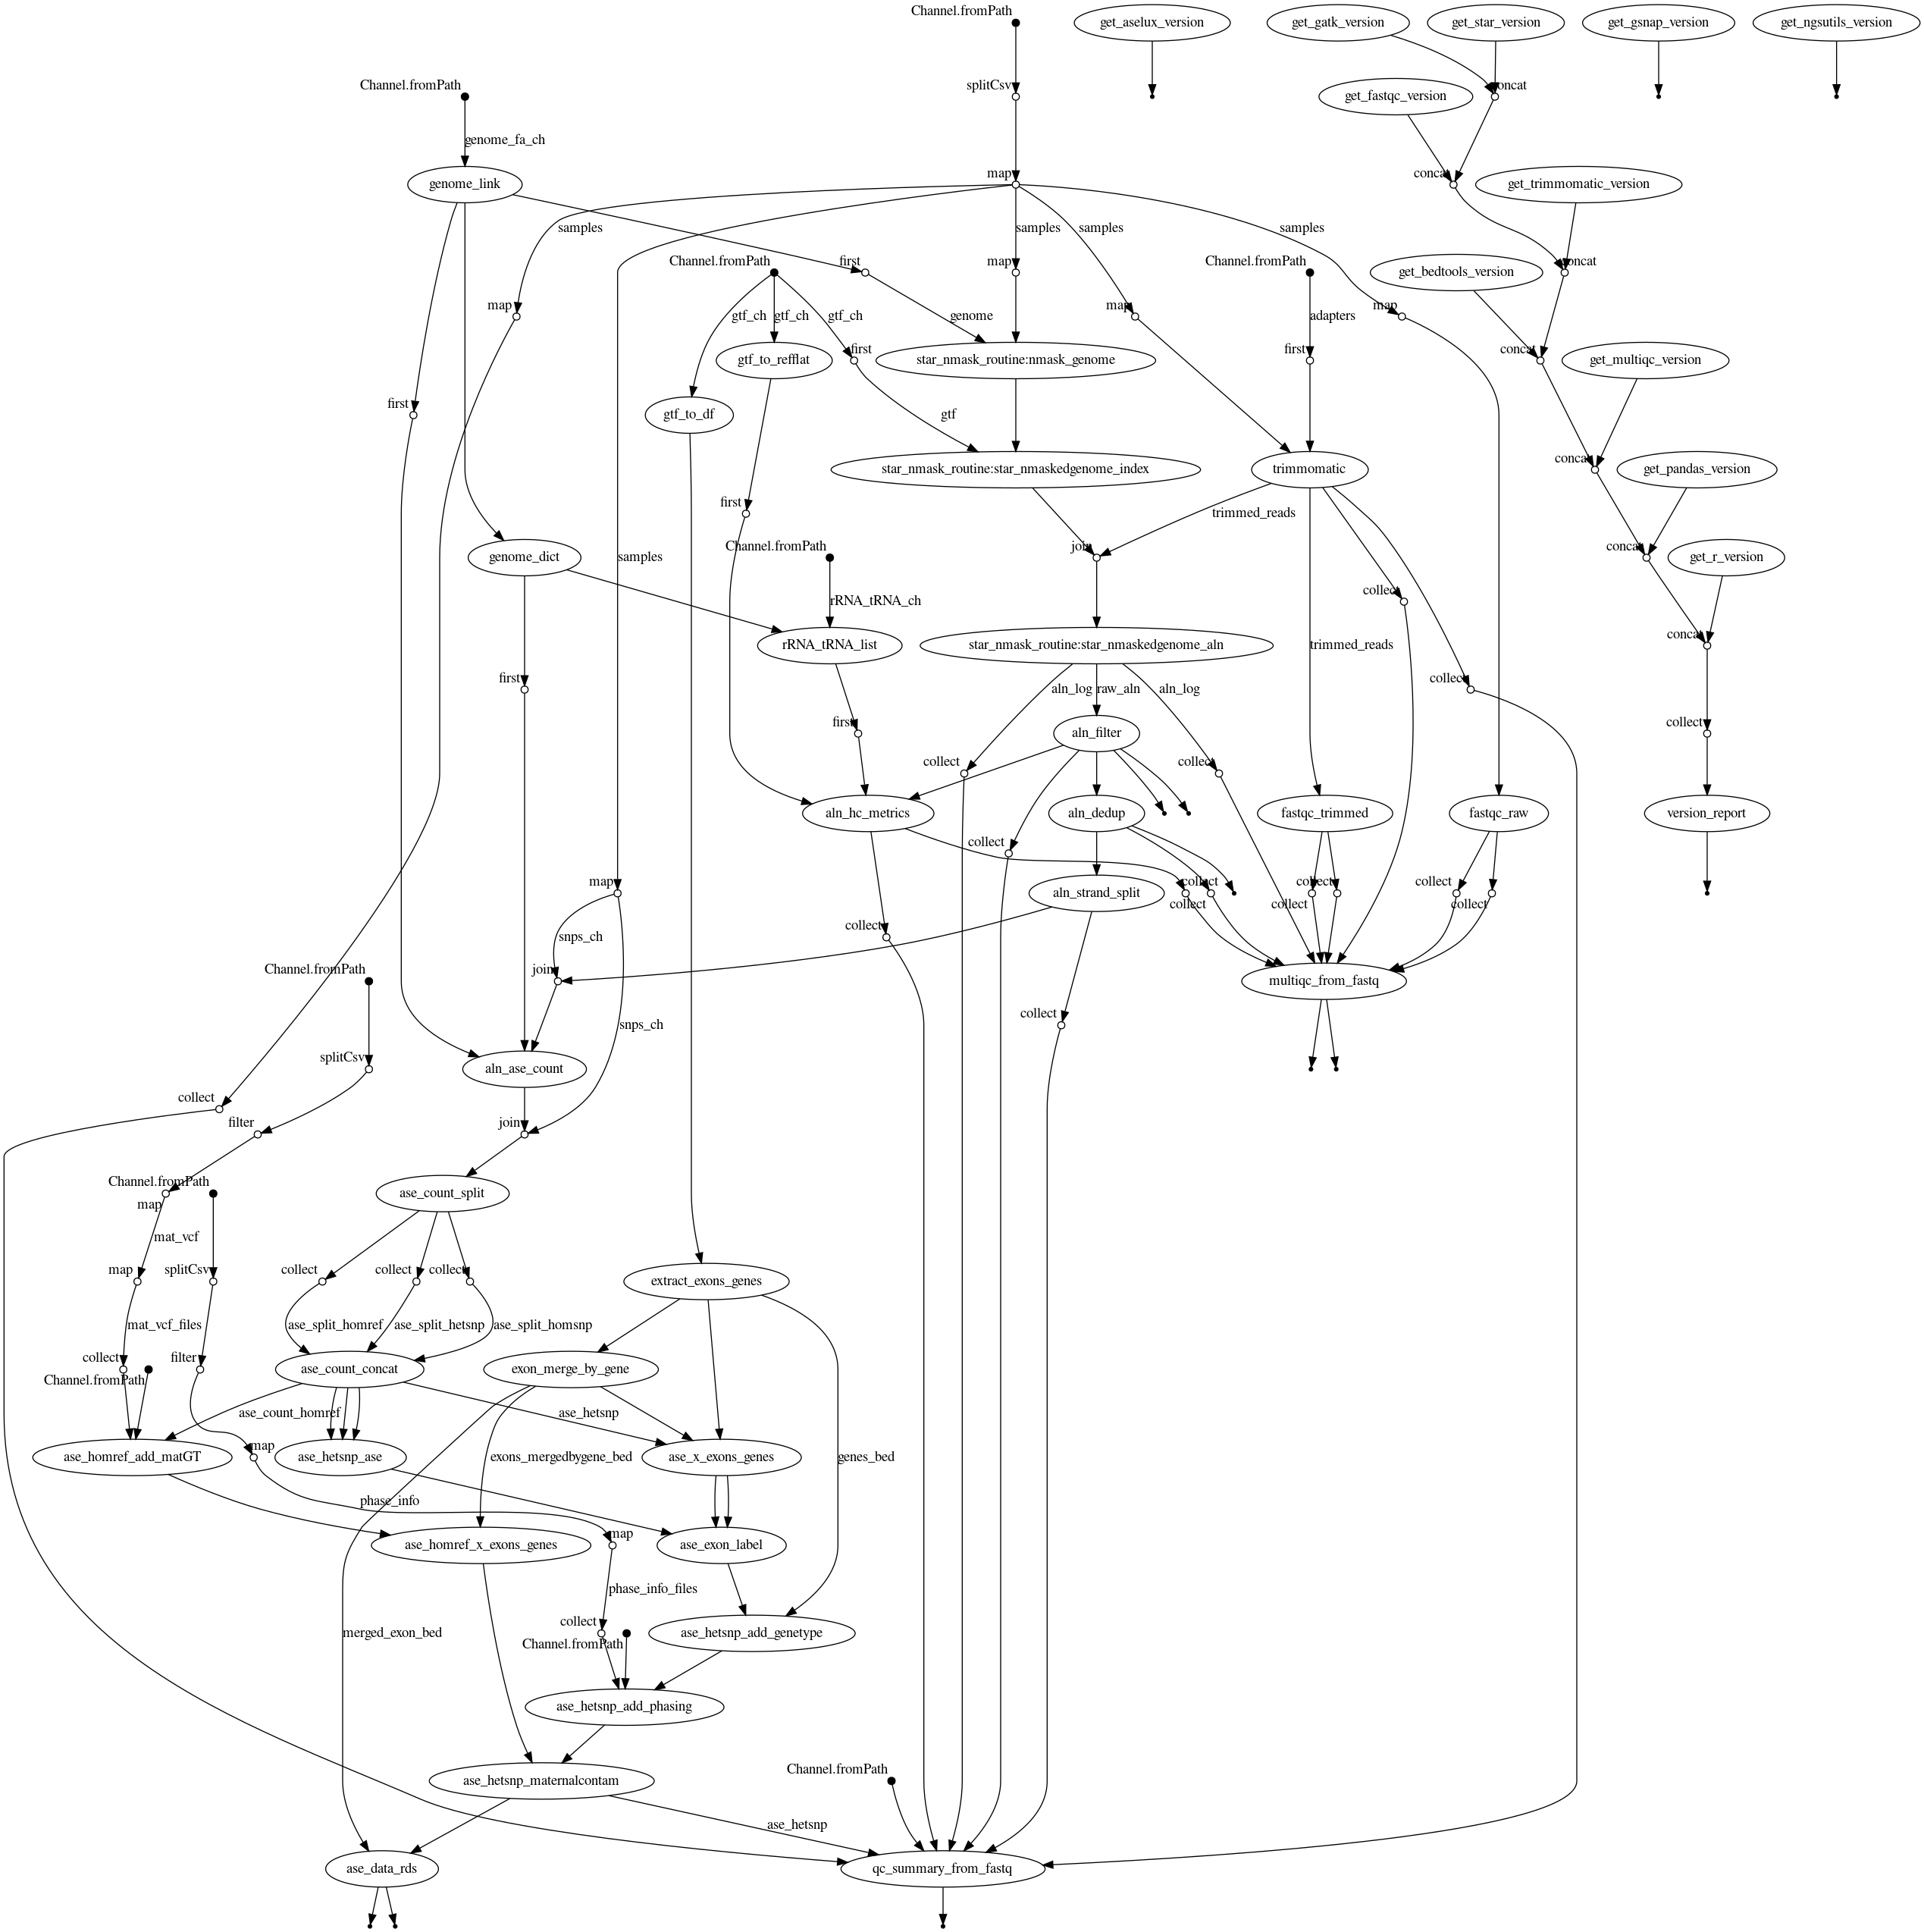 Channel.fromPath
get_aselux_version
get_gatk_version
get_star_version
get_gsnap_version
get_ngsutils_version
Channel.fromPath
splitCsv
get_fastqc_version
concat
genome_fa_ch
genome_link
map
concat
get_trimmomatic_version
samples
samples
samples
samples
Channel.fromPath
first
map
Channel.fromPath
get_bedtools_version
concat
map
gtf_ch
gtf_ch
gtf_ch
genome
map
adapters
map
gtf_to_refflat
first
star_nmask_routine:nmask_genome
first
concat
get_multiqc_version
first
gtf_to_df
gtf
star_nmask_routine:star_nmaskedgenome_index
trimmomatic
concat
get_pandas_version
first
trimmed_reads
genome_dict
samples
Channel.fromPath
join
concat
get_r_version
rRNA_tRNA_ch
collect
rRNA_tRNA_list
star_nmask_routine:star_nmaskedgenome_aln
trimmed_reads
concat
first
aln_log
raw_aln
aln_log
collect
first
aln_filter
collect
collect
collect
aln_hc_metrics
aln_dedup
fastqc_trimmed
fastqc_raw
version_report
collect
map
aln_strand_split
collect
collect
collect
collect
collect
collect
snps_ch
collect
Channel.fromPath
join
multiqc_from_fastq
snps_ch
collect
splitCsv
aln_ase_count
collect
filter
join
Channel.fromPath
map
ase_count_split
mat_vcf
map
splitCsv
collect
collect
collect
extract_exons_genes
mat_vcf_files
ase_split_homref
ase_split_hetsnp
ase_split_homsnp
collect
Channel.fromPath
filter
ase_count_concat
exon_merge_by_gene
ase_count_homref
ase_hetsnp
ase_homref_add_matGT
map
ase_hetsnp_ase
exons_mergedbygene_bed
ase_x_exons_genes
genes_bed
phase_info
ase_homref_x_exons_genes
map
ase_exon_label
phase_info_files
merged_exon_bed
collect
Channel.fromPath
ase_hetsnp_add_genetype
ase_hetsnp_add_phasing
ase_hetsnp_maternalcontam
Channel.fromPath
ase_hetsnp
ase_data_rds
qc_summary_from_fastq